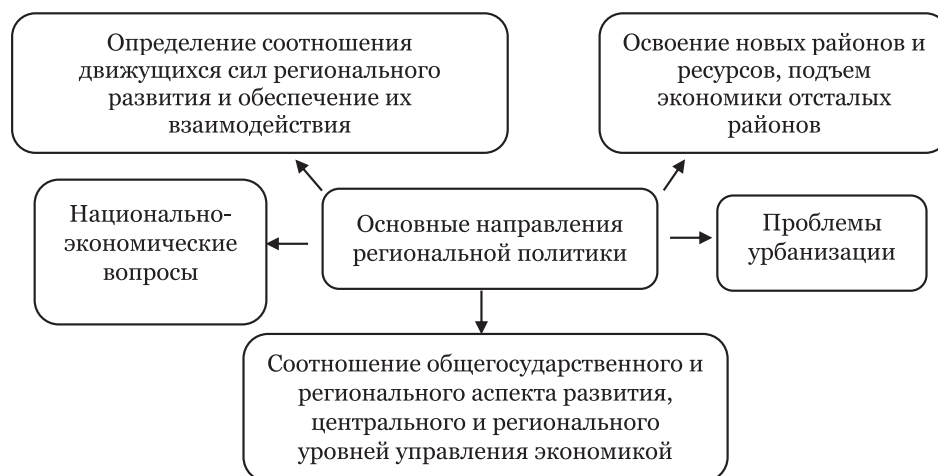 Определение соотношения
движущихся сил регионального
развития и обеспечение их
взаимодействия
Освоение новых районов и
ресурсов, подъем
экономики отсталых
районов
Национально-
экономические
вопросы
Основные направления
региональной политики
Проблемы
урбанизации
Соотношение общегосударственного и
регионального аспекта развития,
центрального и регионального
уровней управления экономикой